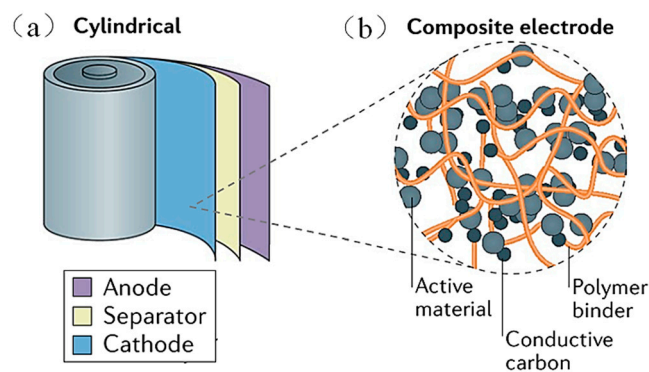 (a) Cylindrical
(b) Composite electrode
Anode
Separator
Cathode
Active
material
Conductive
carbon
Polymer
binder